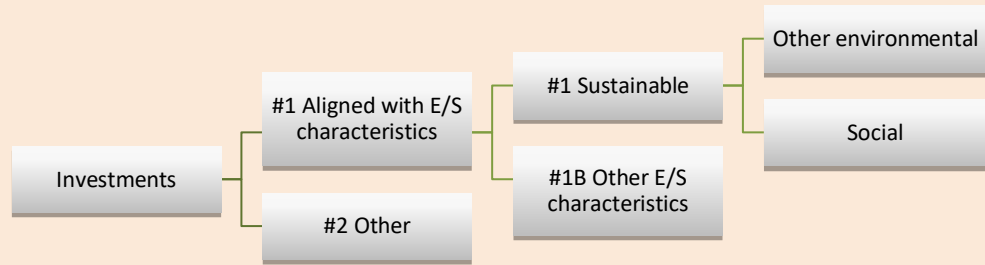 Investments
#1 Aligned with E/S
characteristics
#2 Other
#1 Sustainable
#1B Other E/S
characteristics
Other environmental
Social